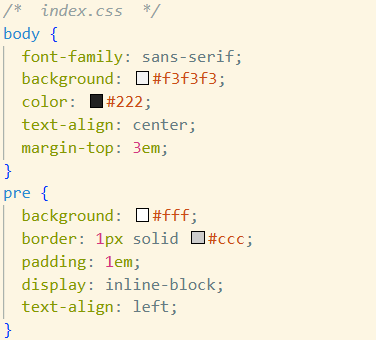 /*  index.css  */
body {
  font-family: sans-serif;
  background: #f3f3f3;
  color: #222;
  text-align: center;
  margin-top: 3em;
}
pre {
  background: #fff;
  border: 1px solid #ccc;
  padding: 1em;
  display: inline-block;
  text-align: left;
}